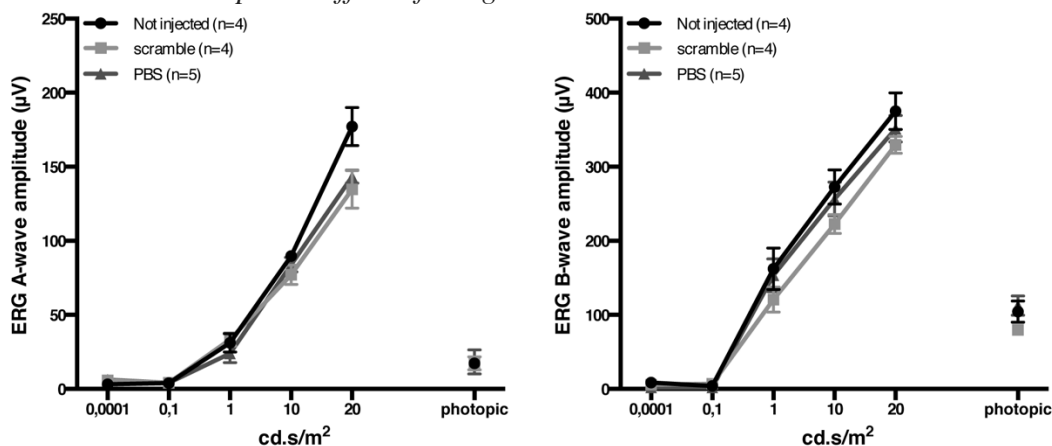 250
200
150
100
50
0
ERG A-wave amplitude (µV)
Not injected (n=4)
scramble (n=4)
PBS (n=5)
0,0001 0,1 1 10 20 photopic
cd.s/m²
500
400
300
200
100
0
ERG B-wave amplitude (µV)
Not injected (n=4)
scramble (n=4)
PBS (n=5)
0,0001 0,1 1 10 20 photopic
cd.s/m²